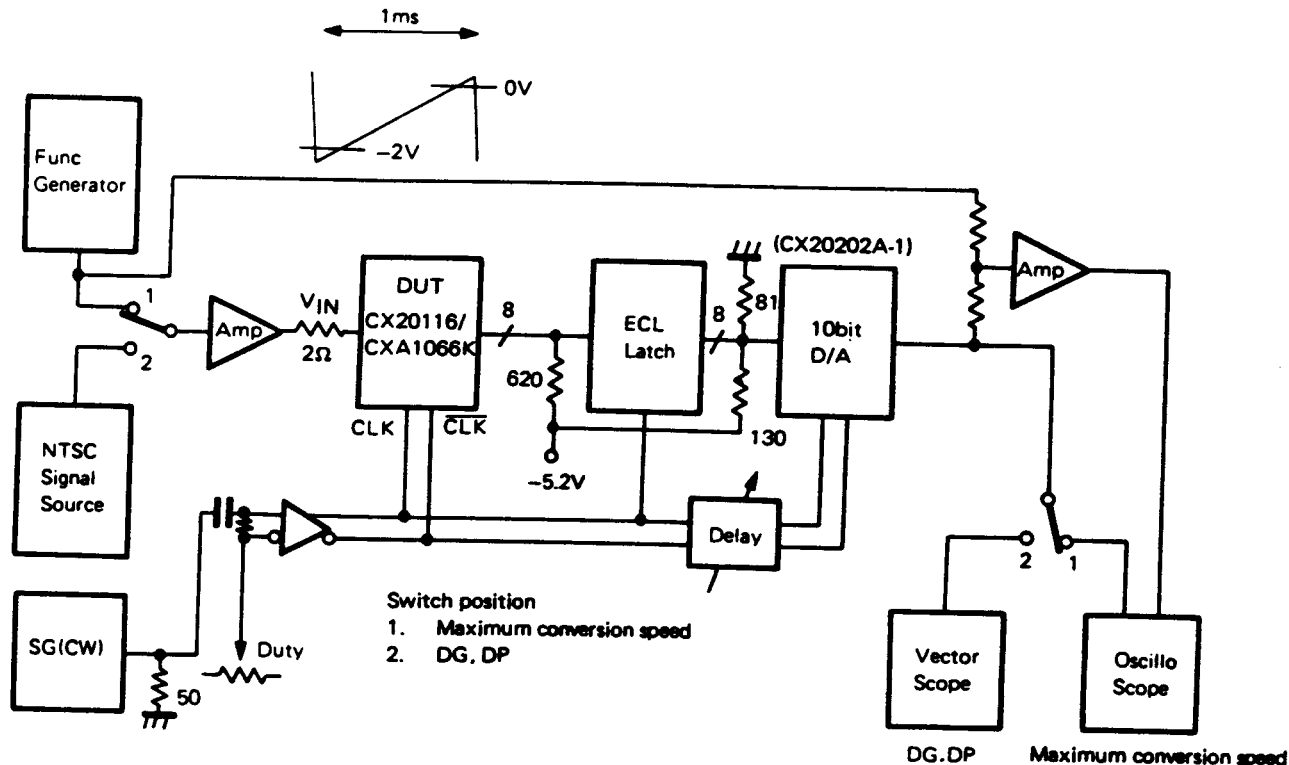 1ms
0V
-2V
Func
Generator
(CX20202A-1)
1
2
Amp
VIN
2Ω
DUT
CX20116/
CXA1066K
8
620
ECL
Latch
8
81
130
10bit
D/A
Amp
CLK
CLK
-5.2V
NTSC
Signal
Source
Delay
2
1
SG(CW)
50
Duty
Switch position
1. Maximum conversion speed
2. DG, DP
Vector
Scope
Oscillo
Scope
DG.DP
Maximum conversion speed